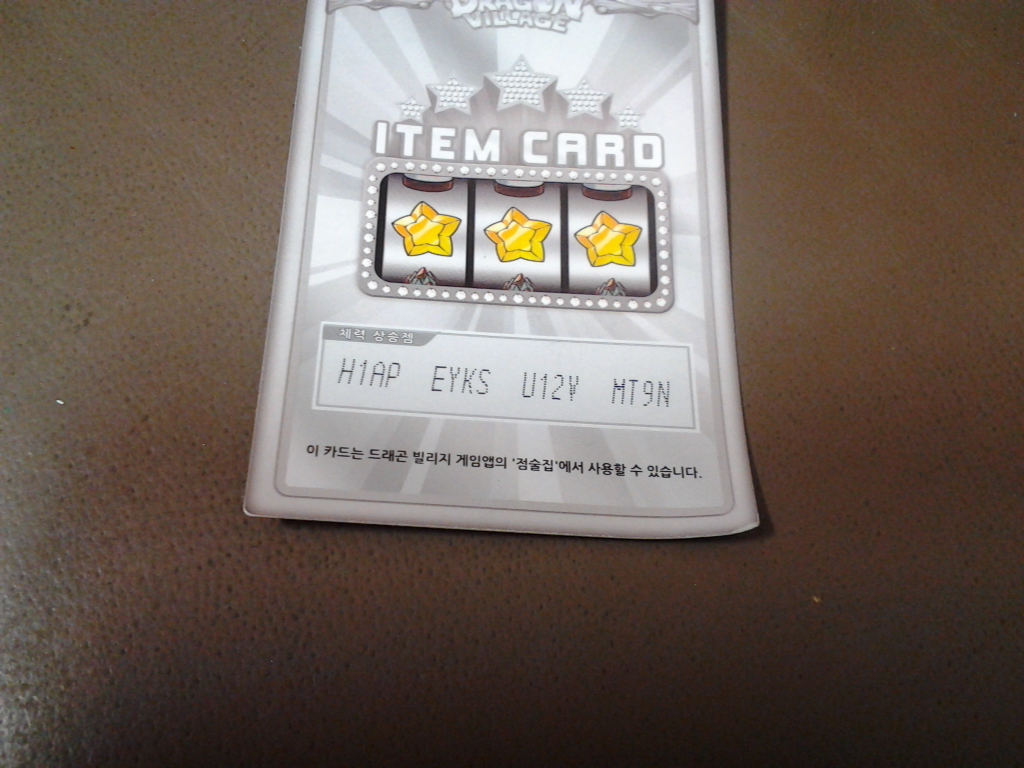 DRAGON
VILLAGE
ITEM CARD
체력 상승젬
H1AP EYKS U12Y MT9N
이 카드는 드래곤 빌리지 게임앱의 '점술집'에서 사용할 수 있습니다.